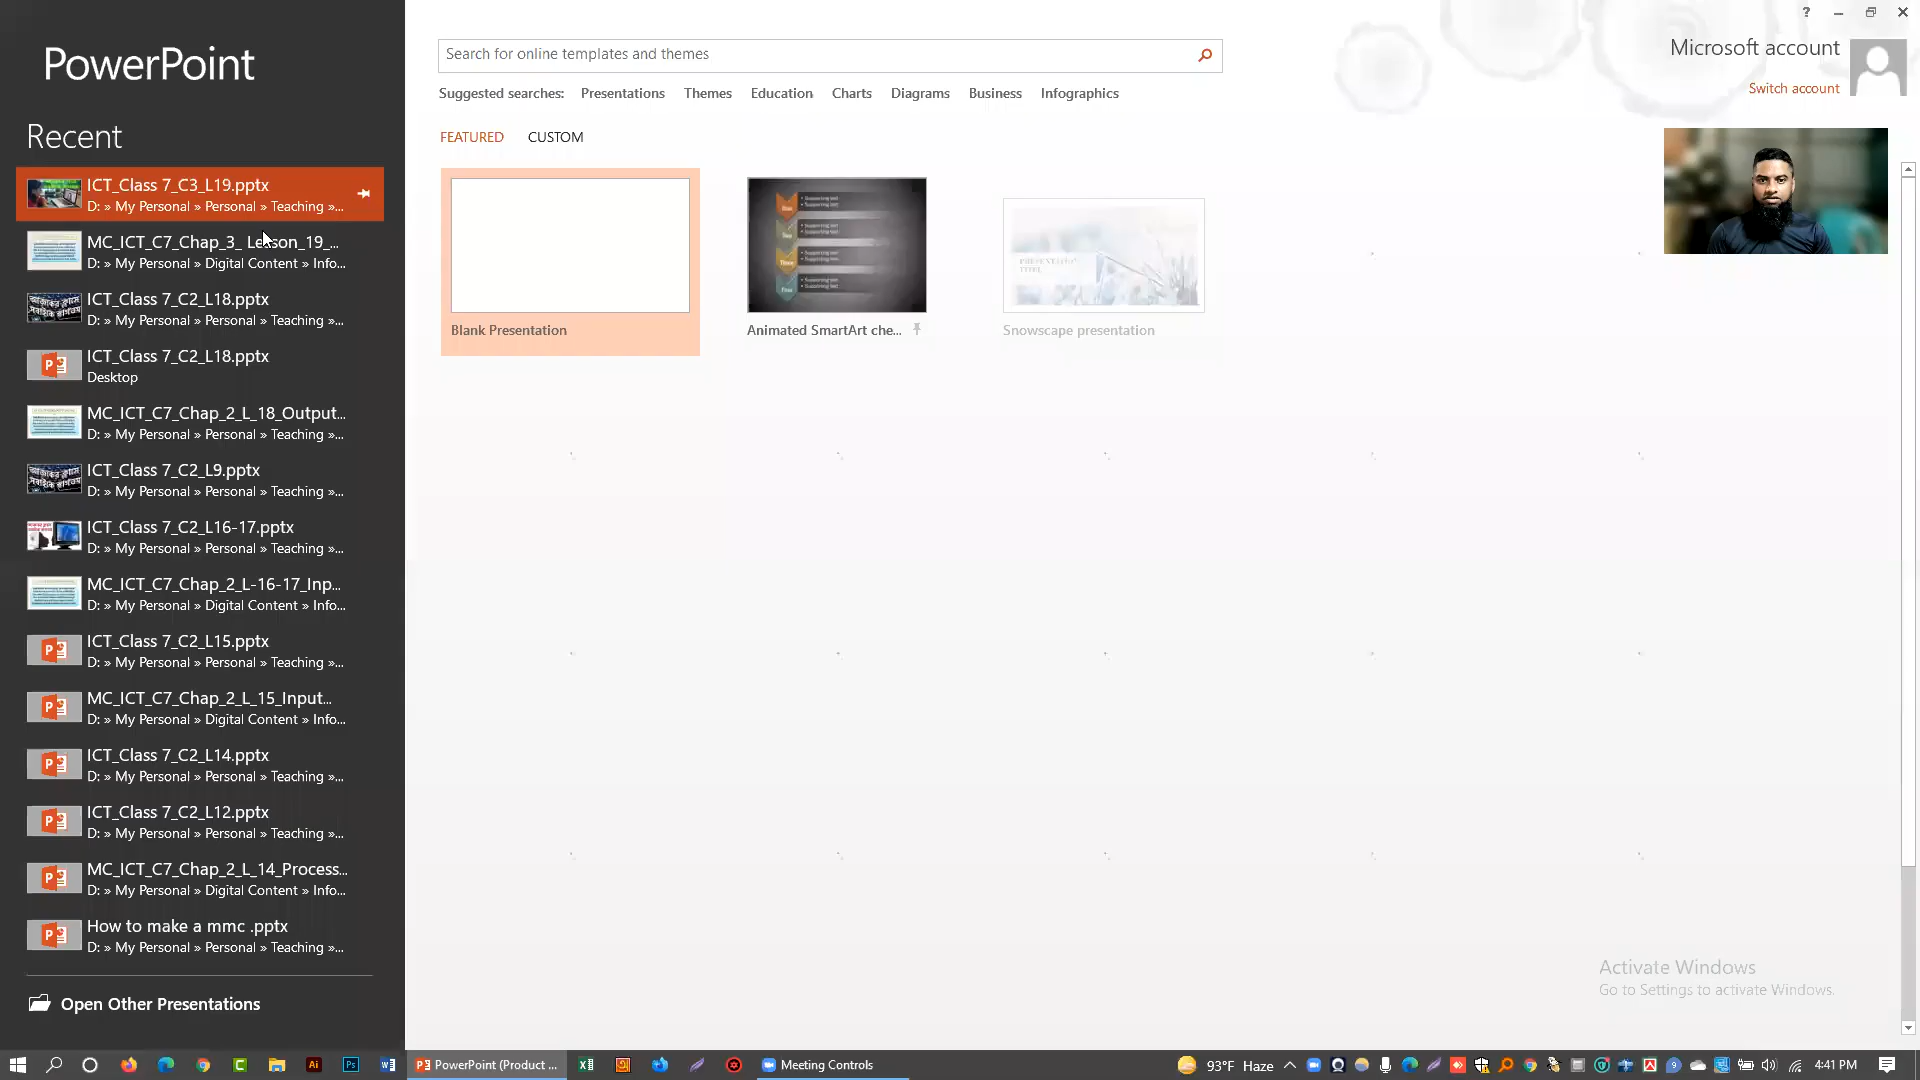 PowerPoint
Recent
ICT_Class 7_C3_L19.pptx
D: » My Personal » Personal » Teaching »...
MC_ICT_C7_Chap_3_ Lesson_19_...
D: » My Personal » Digital Content » Info...
ICT_Class 7_C2_L18.pptx
D: » My Personal » Personal » Teaching »...
ICT_Class 7_C2_L18.pptx
Desktop
MC_ICT_C7_Chap_2_L_18_Output...
D: » My Personal » Personal » Teaching »...
ICT_Class 7_C2_L9.pptx
D: » My Personal » Personal » Teaching »...
ICT_Class 7_C2_L16-17.pptx
D: » My Personal » Personal » Teaching »...
MC_ICT_C7_Chap_2_L-16-17_Inp...
D: » My Personal » Digital Content » Info...
ICT_Class 7_C2_L15.pptx
D: » My Personal » Personal » Teaching »...
MC_ICT_C7_Chap_2_L_15_Input...
D: » My Personal » Digital Content » Info...
ICT_Class 7_C2_L14.pptx
D: » My Personal » Personal » Teaching »...
ICT_Class 7_C2_L12.pptx
D: » My Personal » Personal » Teaching »...
MC_ICT_C7_Chap_2_L_14_Process...
D: » My Personal » Digital Content » Info...
How to make a mmc .pptx
D: » My Personal » Personal » Teaching »...
Open Other Presentations
Search for online templates and themes
Suggested searches: Presentations Themes Education Charts Diagrams Business Infographics
FEATURED CUSTOM
Blank Presentation
Animated SmartArt che...
Snowscape presentation
Microsoft account
Switch account
Activate Windows
Go to Settings to activate Windows.
PowerPoint (Product ...
Meeting Controls
93°F Haze
4:41 PM